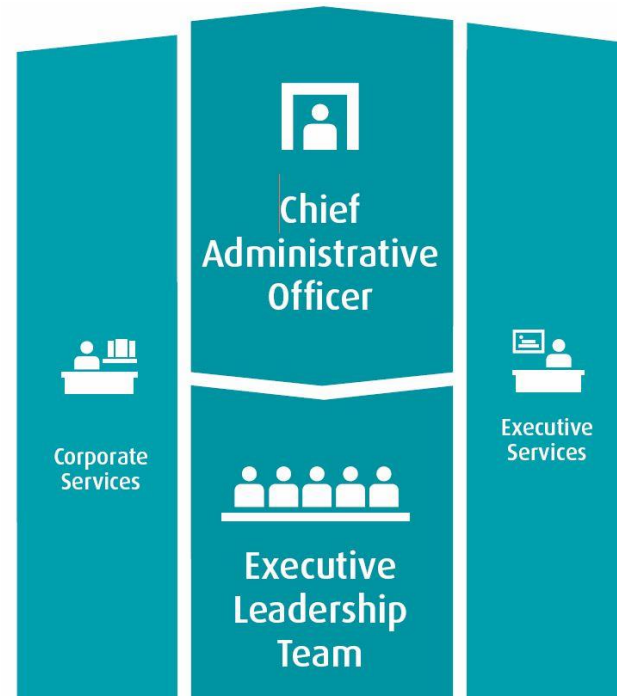 Chief
Administrative
Officer
Corporate
Services
Executive
Services
Executive
Leadership
Team